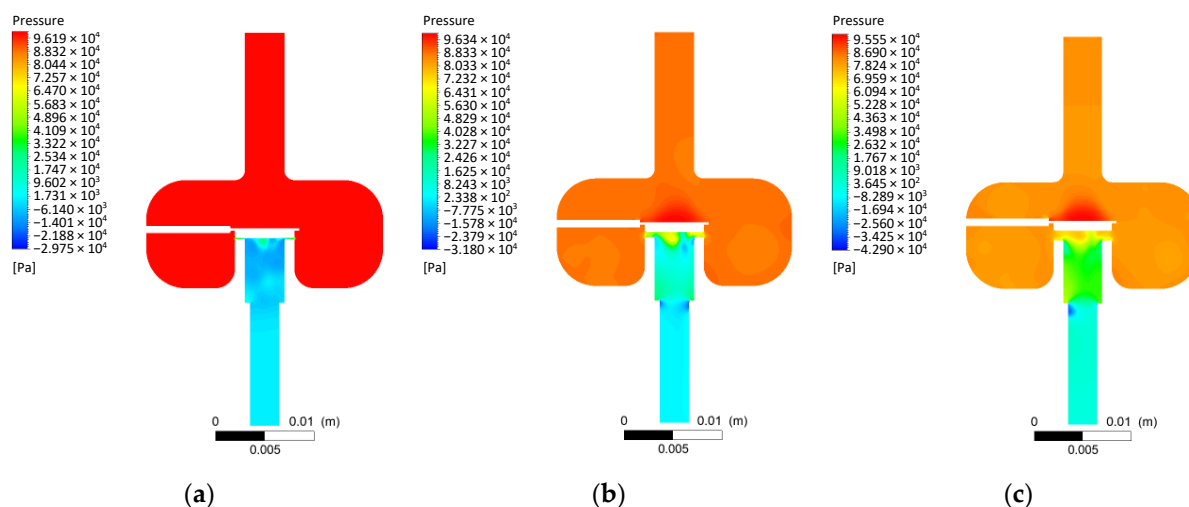 Pressure
9.619 × 10⁴
8.832 × 10⁴
8.044 × 10⁴
7.257 × 10⁴
6.470 × 10⁴
5.683 × 10⁴
4.896 × 10⁴
4.109 × 10⁴
3.322 × 10⁴
2.534 × 10⁴
1.747 × 10⁴
1.602 × 10³
−6.140 × 10³
−1.401 × 10⁴
−2.188 × 10⁴
−2.975 × 10⁴
[Pa]
0 0.01 (m)
0.005
(a)
Pressure
9.634 × 10⁴
8.833 × 10⁴
8.032 × 10⁴
7.232 × 10⁴
6.431 × 10⁴
5.630 × 10⁴
4.829 × 10⁴
4.028 × 10⁴
3.227 × 10⁴
2.426 × 10⁴
1.625 × 10⁴
8.243 × 10³
2.338 × 10²
−7.775 × 10³
−1.578 × 10⁴
−2.379 × 10⁴
−3.180 × 10⁴
[Pa]
0 0.01 (m)
0.005
(b)
Pressure
9.555 × 10⁴
8.690 × 10⁴
7.824 × 10⁴
6.959 × 10⁴
6.094 × 10⁴
5.228 × 10⁴
4.363 × 10⁴
3.498 × 10⁴
2.632 × 10⁴
1.767 × 10⁴
9.018 × 10³
3.645 × 10²
−8.289 × 10³
−1.694 × 10⁴
−2.560 × 10⁴
−3.425 × 10⁴
−4.290 × 10⁴
[Pa]
0 0.01 (m)
0.005
(c)